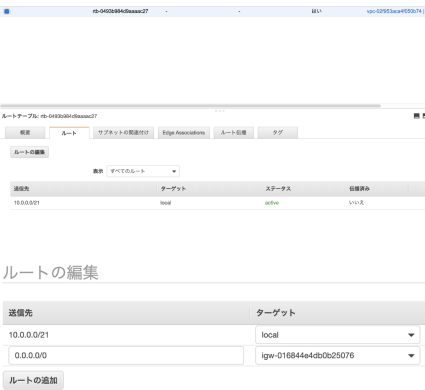 rtb-0493b984d9aaaac27 - - はい vpc-02f953aca4f050b74 |
ルートテーブル: rtb-0493b984d9aaaac27
概要 ルート サブネットの関連付け Edge Associations ルート伝播 タグ
ルートの編集
表示 すべてのルート
送信先 ターゲット ステータス 伝播済み
10.0.0.0/21 local active いいえ
ルートの編集
送信先 ターゲット
10.0.0.0/21 local
0.0.0.0/0 igw-016844e4db0b25076
ルートの追加